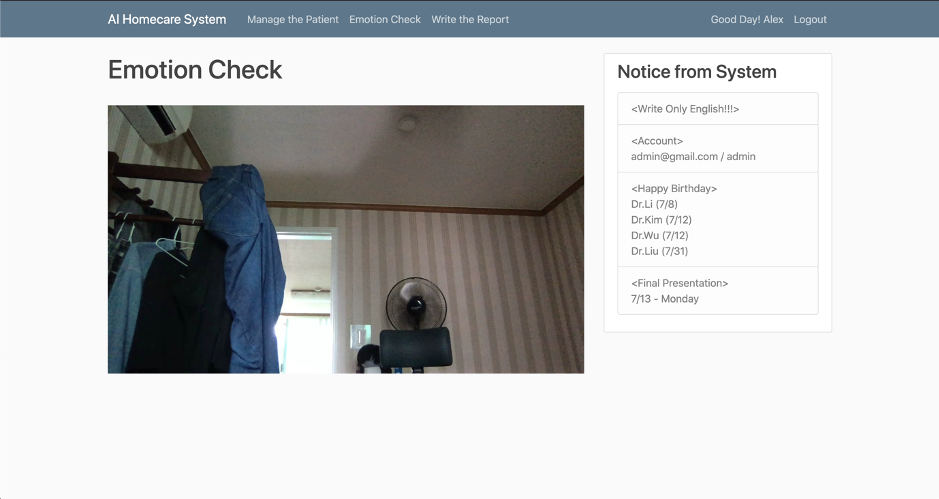 AI Homecare System
Manage the Patient
Emotion Check
Write the Report
Good Day! Alex
Logout
Emotion Check
Notice from System
<Write Only English!!!>
<Account>
admin@gmail.com / admin
<Happy Birthday>
Dr.Li (7/8)
Dr.Kim (7/12)
Dr.Wu (7/12)
Dr.Liu (7/31)
<Final Presentation>
7/13 - Monday